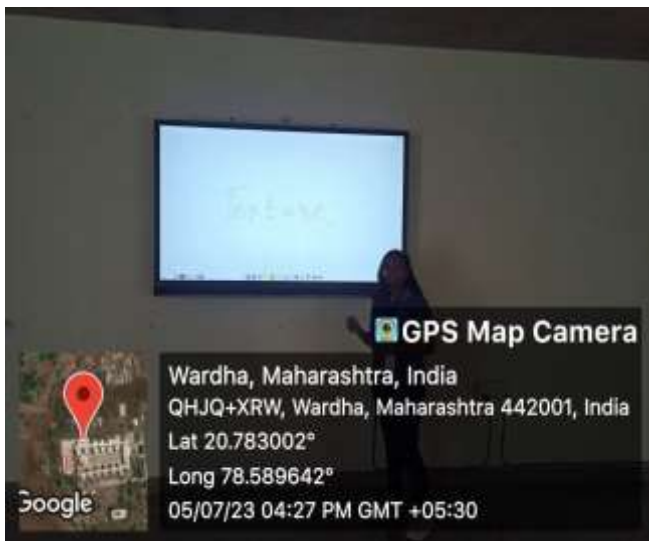 Texture
GPS Map Camera
Wardha, Maharashtra, India
QHJQ+XRW, Wardha, Maharashtra 442001, India
Lat 20.783002°
Long 78.589642°
05/07/23 04:27 PM GMT +05:30
Google